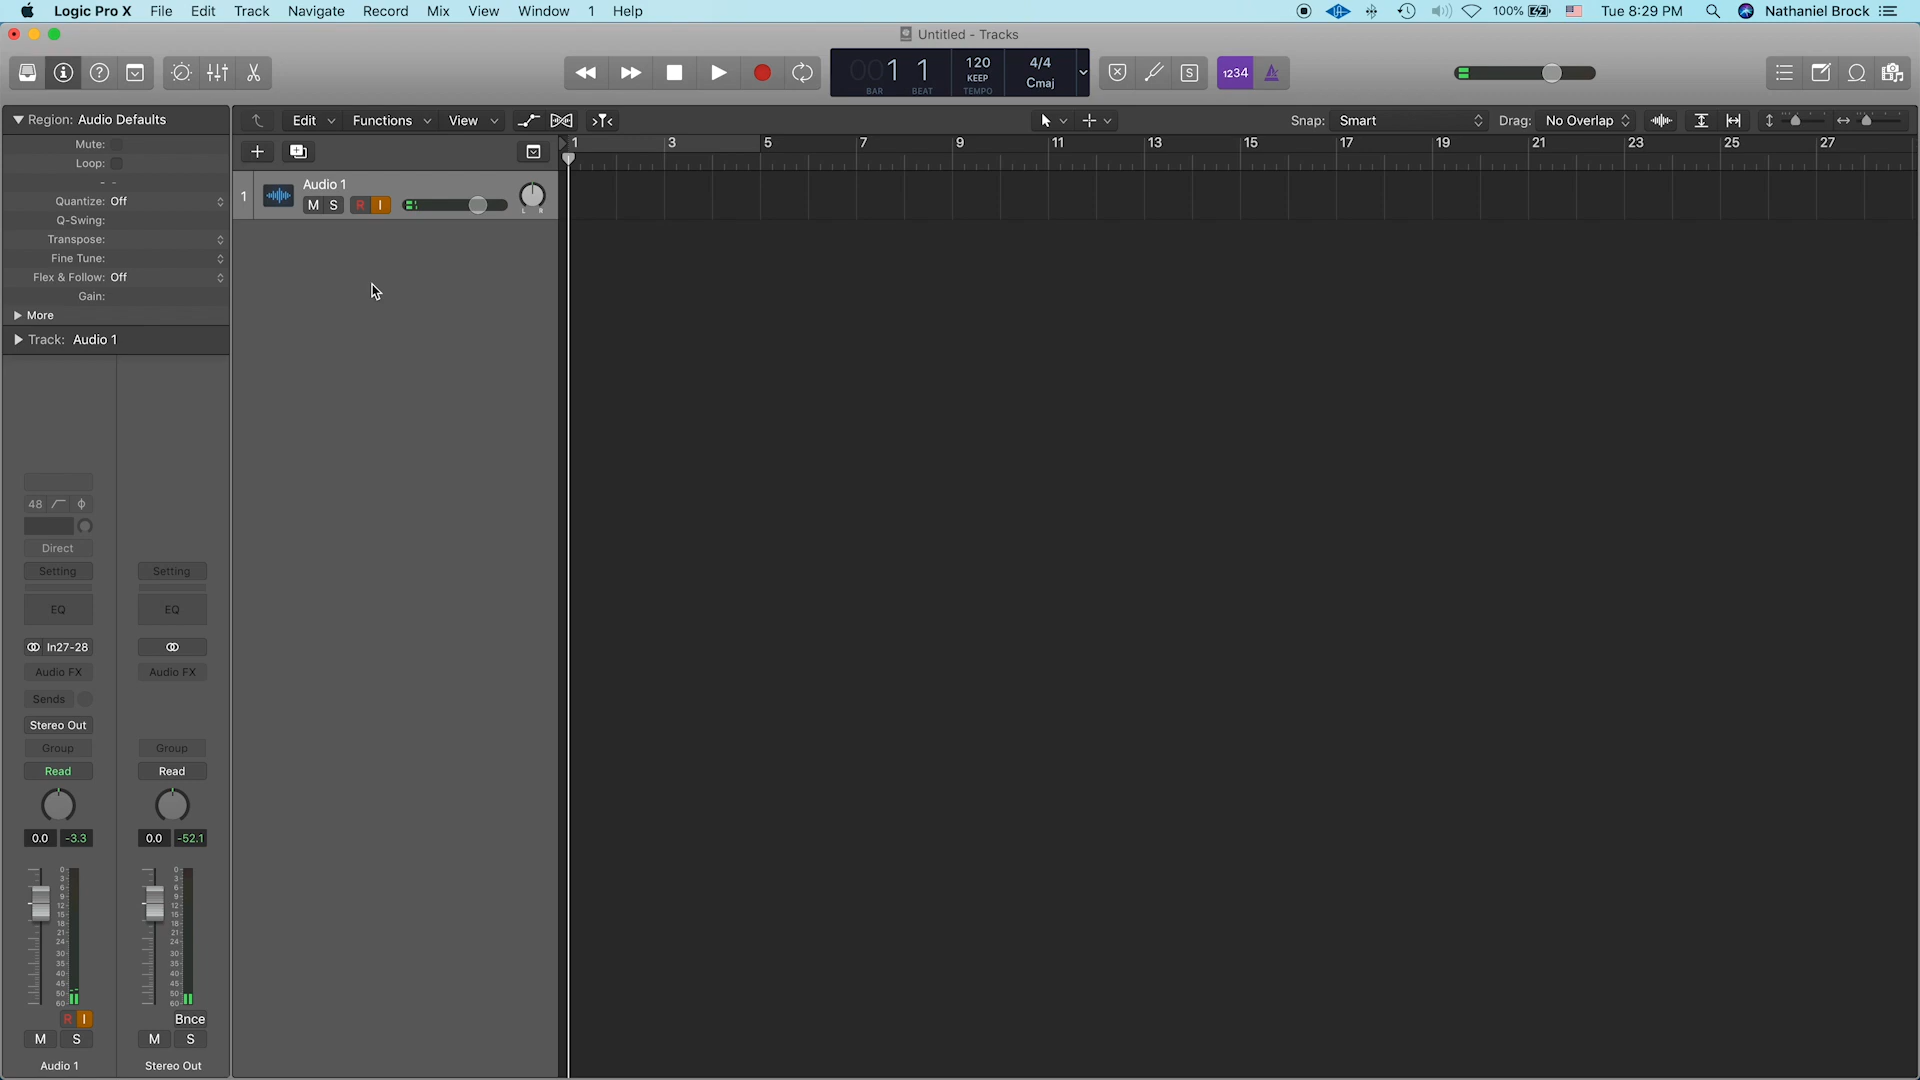 Logic Pro X File Edit Track Navigate Record Mix View Window 1 Help 100% Tue 8:29 PM Nathaniel Brock
Untitled - Tracks
001 1 120 KEEP 4/4 Cmaj 1234 S
BAR BEAT TEMPO
Region: Audio Defaults Edit Functions View Snap: Smart Drag: No Overlap
Mute:
Loop:
- -
Quantize: Off
Q-Swing:
Transpose:
Fine Tune:
Flex & Follow: Off
Gain:
More
Track: Audio 1
1 3 5 7 9 11 13 15 17 19 21 23 25 27
1 Audio 1
M S R I L R
48
Direct
Setting Setting
EQ EQ
In27-28
Audio FX Audio FX
Sends
Stereo Out
Group Group
Read Read
0.0 -3.3 0.0 -52.1
0 0
3 3
6 6
9 9
12 12
15 15
18 18
21 21
24 24
30 30
35 35
40 40
45 45
50 50
60 60
R I Bnce
M S M S
Audio 1 Stereo Out